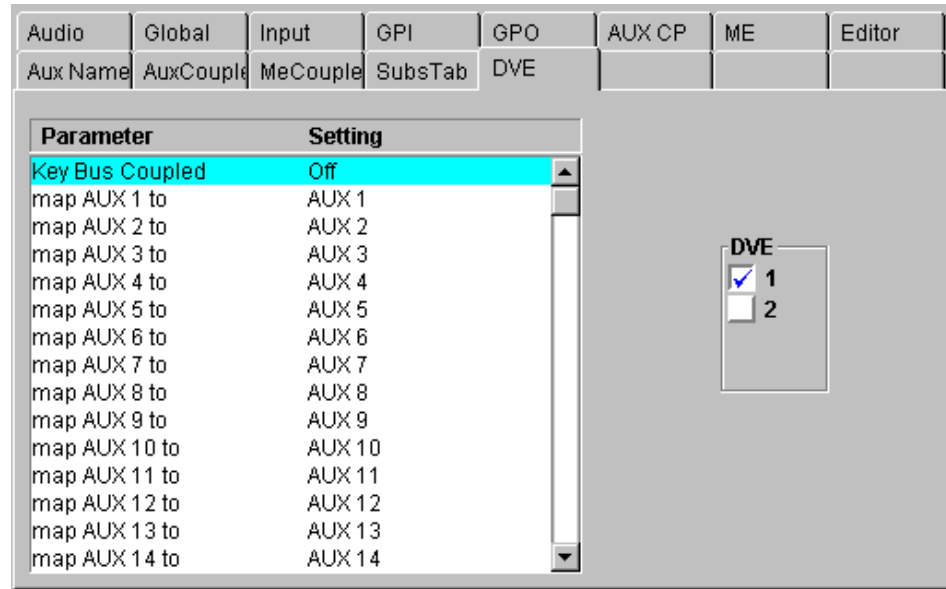 Audio Global Input GPI GPO AUX CP ME Editor
Aux Name AuxCouple MeCouple SubsTab DVE
Parameter Setting
Key Bus Coupled Off
map AUX 1 to AUX 1
map AUX 2 to AUX 2
map AUX 3 to AUX 3
map AUX 4 to AUX 4
map AUX 5 to AUX 5
map AUX 6 to AUX 6
map AUX 7 to AUX 7
map AUX 8 to AUX 8
map AUX 9 to AUX 9
map AUX 10 to AUX 10
map AUX 11 to AUX 11
map AUX 12 to AUX 12
map AUX 13 to AUX 13
map AUX 14 to AUX 14
DVE
1
2